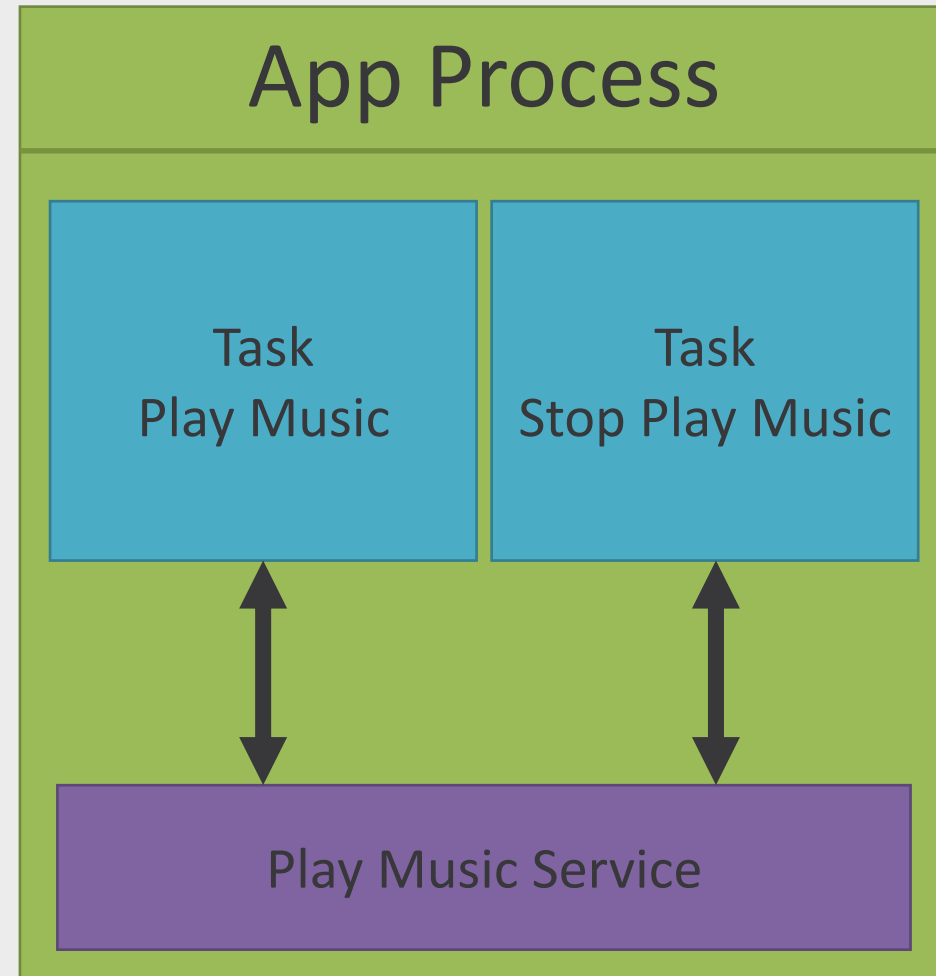 App Process
Task
Play Music
Task
Stop Play Music
Play Music Service